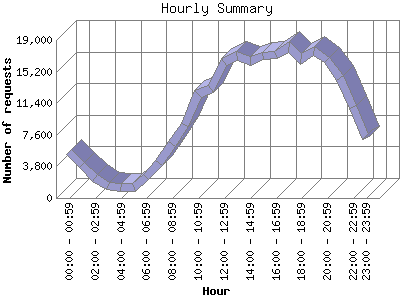 Hourly Summary
Number of requests
19,000
15,200
11,400
7,600
3,800
0
00:00 - 00:59
02:00 - 02:59
04:00 - 04:59
06:00 - 06:59
08:00 - 08:59
10:00 - 10:59
12:00 - 12:59
14:00 - 14:59
16:00 - 16:59
18:00 - 18:59
20:00 - 20:59
22:00 - 22:59
23:00 - 23:59
Hour